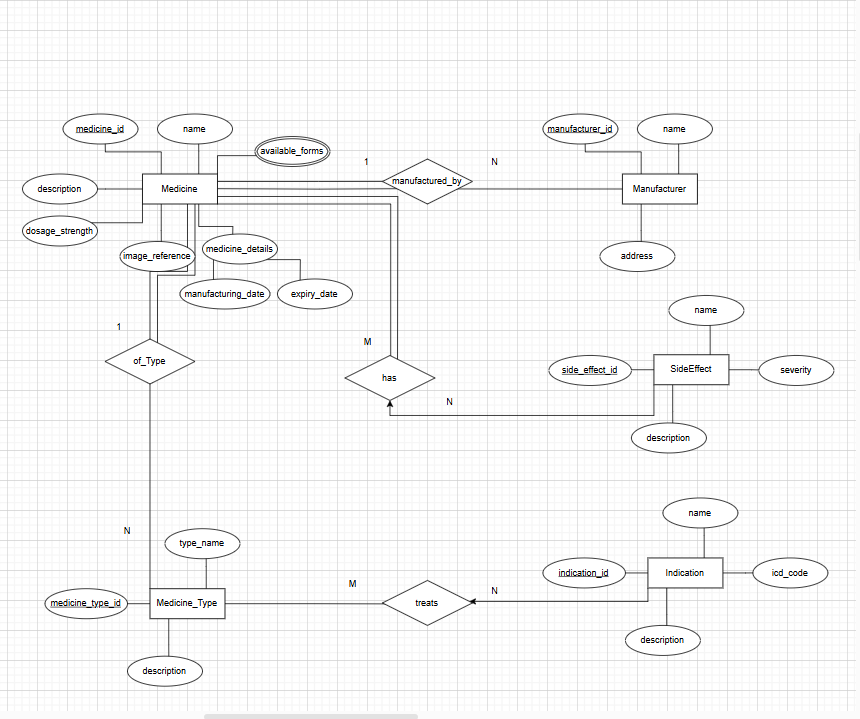 medicine_id
name
available_forms
manufacturer_id
name
1
N
manufactured_by
description
Medicine
Manufacturer
dosage_strength
image_reference
medicine_details
address
manufacturing_date
expiry_date
name
1
M
of_Type
has
side_effect_id
SideEffect
severity
N
description
name
N
type_name
indication_id
Indication
icd_code
M
N
medicine_type_id
Medicine_Type
treats
description
description